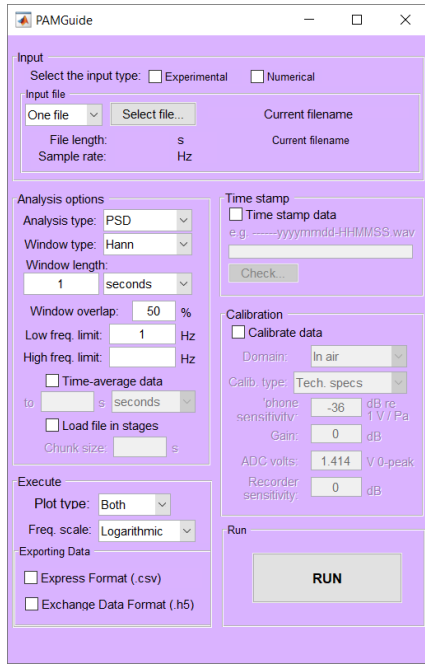 PAMGuide
Input
Select the input type: Experimental Numerical
Input file
One file Select file... Current filename
File length: s Current filename
Sample rate: Hz
Analysis options
Analysis type: PSD
Window type: Hann
Window length:
1 seconds
Window overlap: 50 %
Low freq. limit: 1 Hz
High freq. limit: Hz
Time-average data
to s seconds
Load file in stages
Chunk size: s
Time stamp
Time stamp data
e.g. ------yyyymmdd-HHMMSS.wav
Check...
Calibration
Calibrate data
Domain: In air
Calib. type: Tech. specs
'phone sensitivity: -36 dB re 1 V / Pa
Gain: 0 dB
ADC volts: 1.414 V 0-peak
Recorder sensitivity: 0 dB
Execute
Plot type: Both
Freq. scale: Logarithmic
Exporting Data
Express Format (.csv)
Exchange Data Format (.h5)
Run
RUN